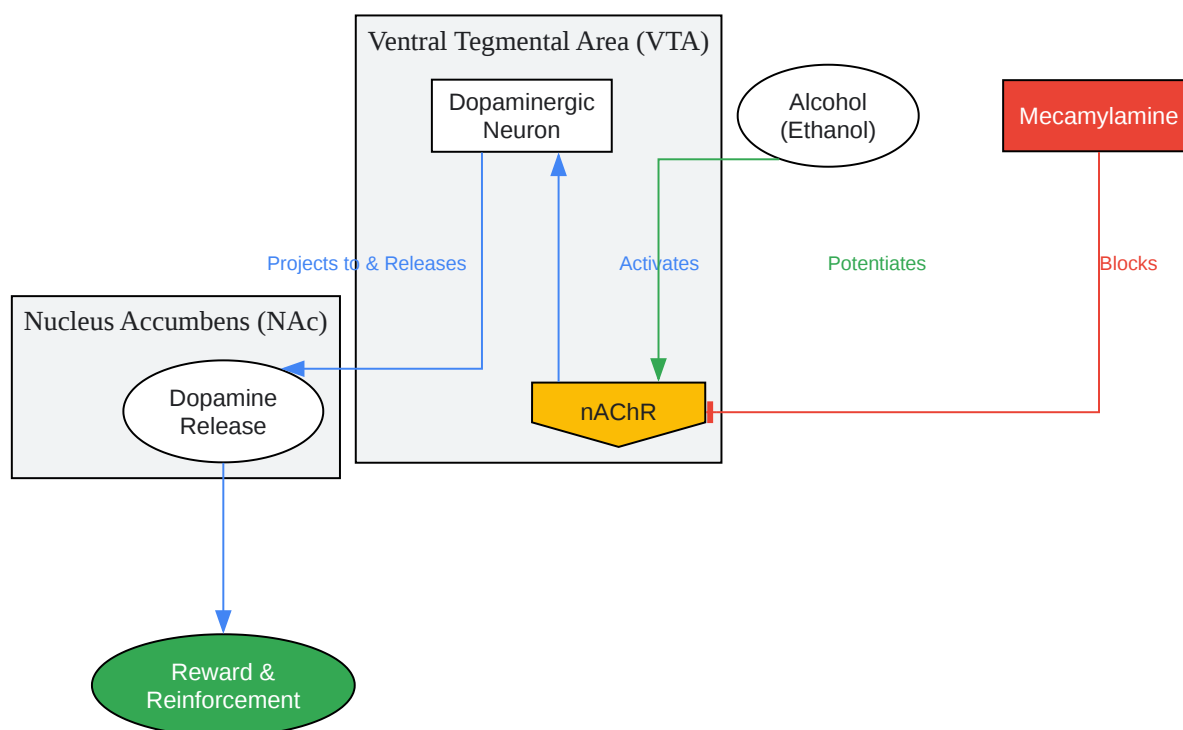 Ventral Tegmental Area (VTA)
Dopaminergic
Neuron
Alcohol
(Ethanol)
Mecamylamine
Projects to & Releases
Activates
Potentiates
Blocks
Nucleus Accumbens (NAc)
Dopamine
Release
nAChR
Reward &
Reinforcement